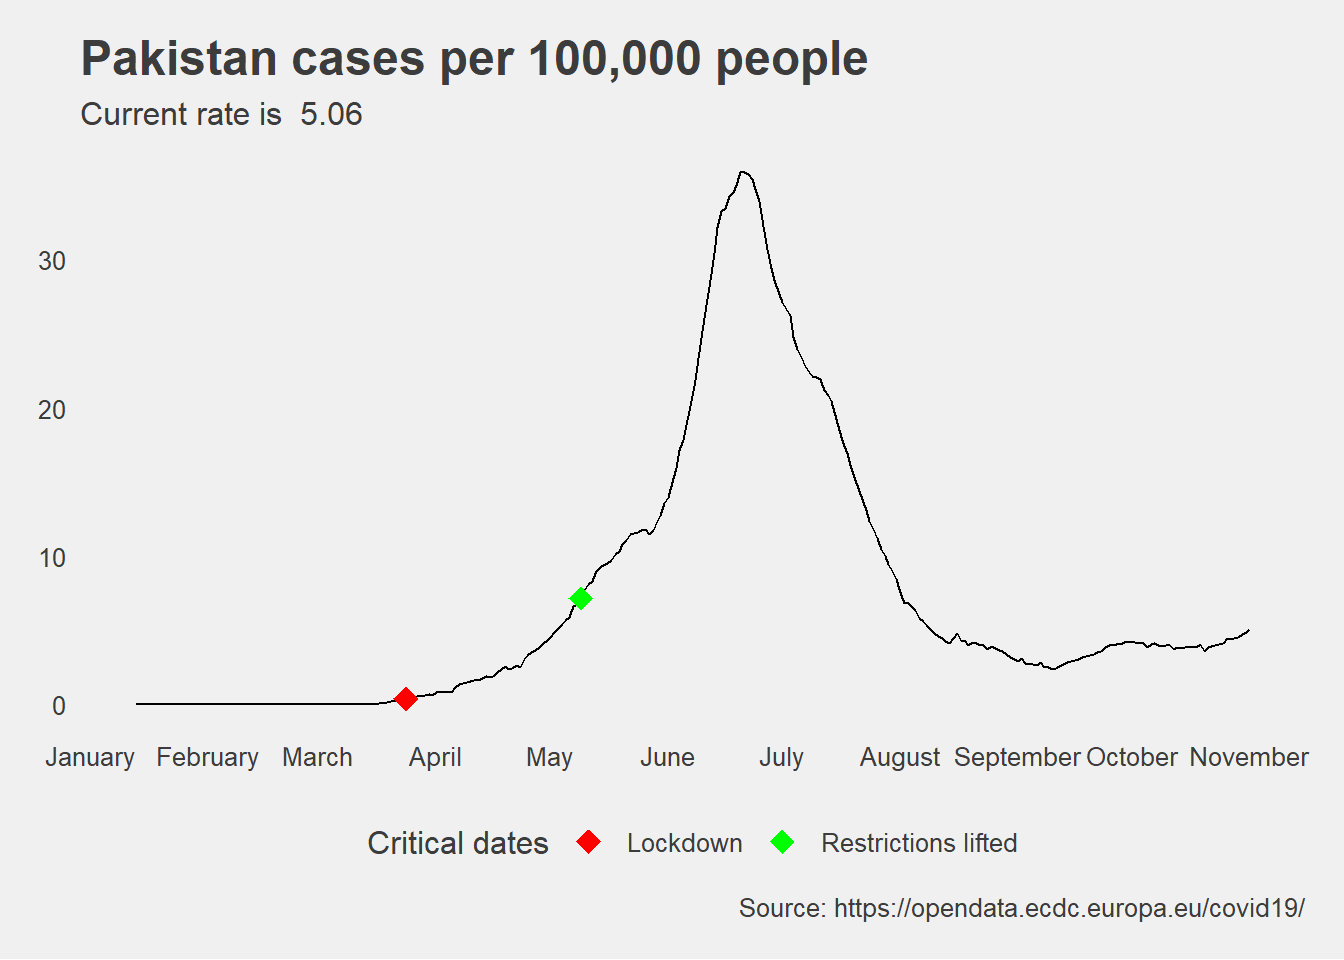 Pakistan cases per 100,000 people
Current rate is  5.06
30
20
10
0
January February March April May June July August September October November
Critical dates Lockdown Restrictions lifted
Source: https://opendata.ecdc.europa.eu/covid19/